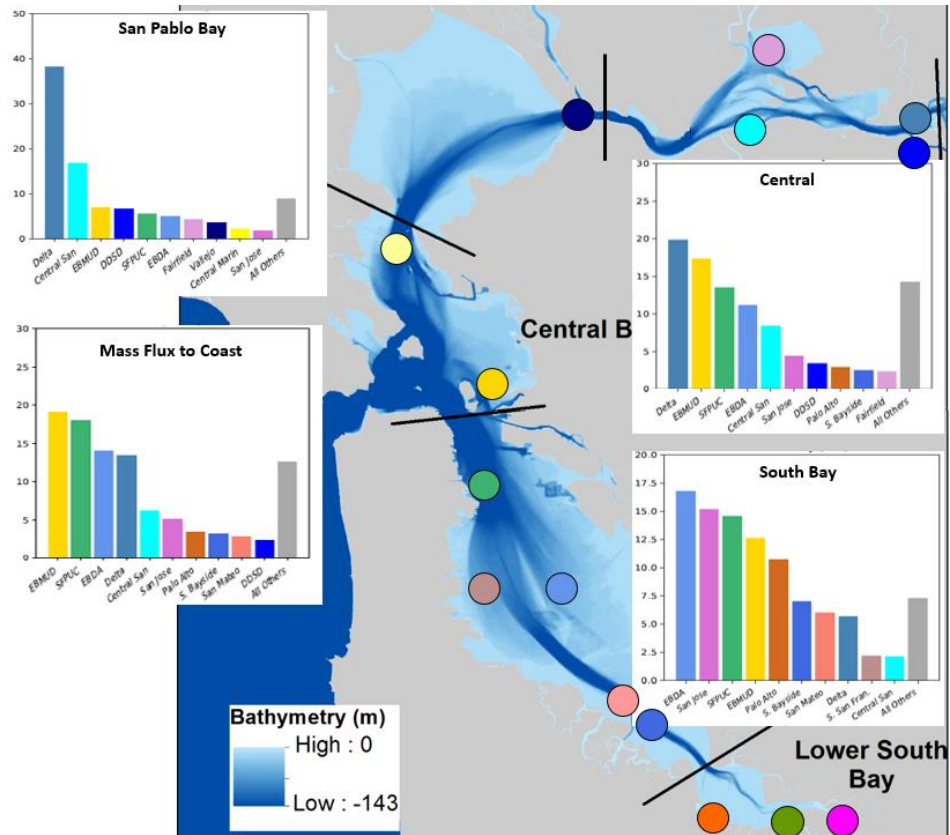 San Pablo Bay
50
40
30
20
10
0
Delta
Central San
EBMUD
DDSD
SFPUC
EBDA
Fairfield
Vallejo
Central Marin
San Jose
All Others
Central
30
25
20
15
10
5
0
Delta
EBMUD
SFPUC
EBDA
Central San
San Jose
DDSD
Palo Alto
S. Bayside
Fairfield
All Others
Central B
Mass Flux to Coast
30
25
20
15
10
5
0
EBMUD
SFPUC
EBDA
Delta
Central San
San Jose
Palo Alto
S. Bayside
San Mateo
DDSD
All Others
South Bay
20.0
17.5
15.0
12.5
10.0
7.5
5.0
2.5
0.0
EBDA
San Jose
SFPUC
EBMUD
Palo Alto
S. Bayside
San Mateo
Delta
S. San Fran.
Central San
All Others
Bathymetry (m)
High : 0
Low : -143
Lower South
Bay